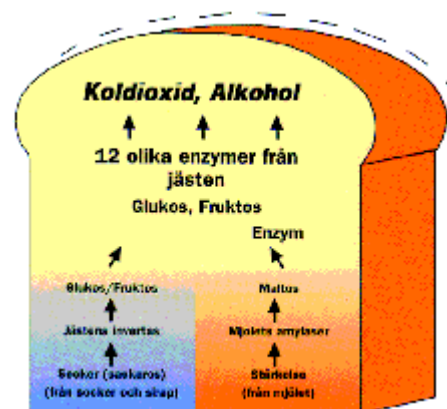 Koldioxid, Alkohol
12 olika enzymer från
jästen
Glukos, Fruktos
Enzym
Glukos/Fruktos Maltos
Jästens invertas Mjölets amylaser
Socker (sackaros) Stärkelse
(från socker och sirap) (från mjölet)